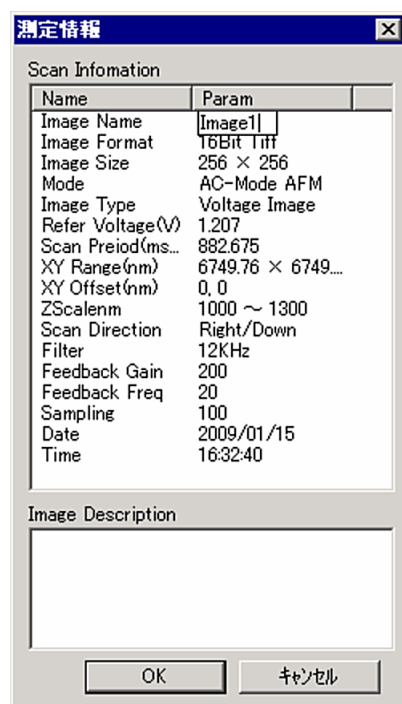 測定情報
Scan Infomation
Name Param
Image Name Image1
Image Format 16Bit Tiff
Image Size 256 × 256
Mode AC-Mode AFM
Image Type Voltage Image
Refer Voltage(V) 1.207
Scan Preiod(ms... 882.675
XY Range(nm) 6749.76 × 6749....
XY Offset(nm) 0, 0
ZScalenm 1000 ～ 1300
Scan Direction Right/Down
Filter 12KHz
Feedback Gain 200
Feedback Freq 20
Sampling 100
Date 2009/01/15
Time 16:32:40
Image Description
OK キャンセル